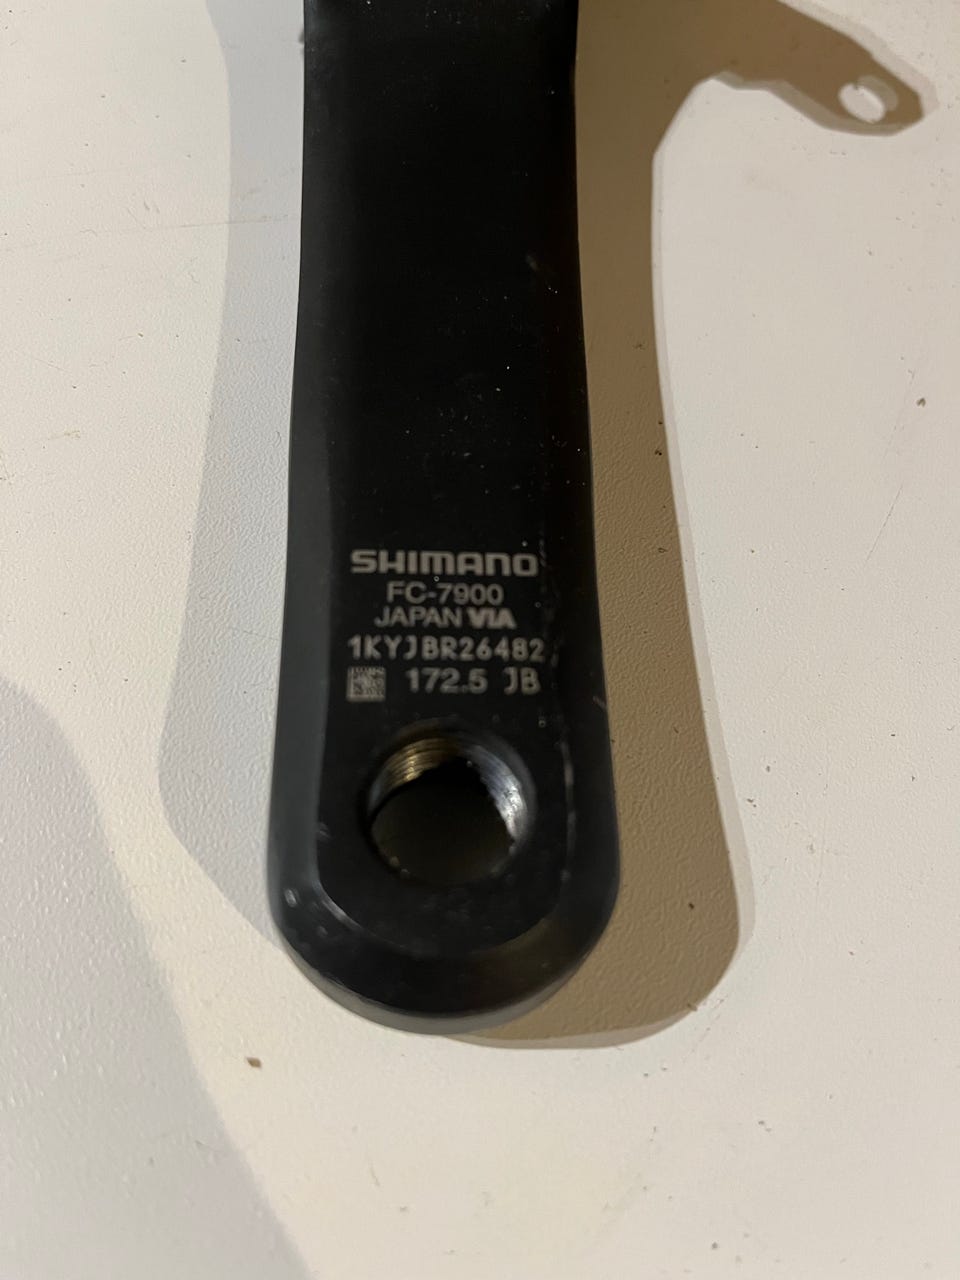 SHIMANO
FC-7900
JAPAN VIA
1KYJBR26482
172.5 JB